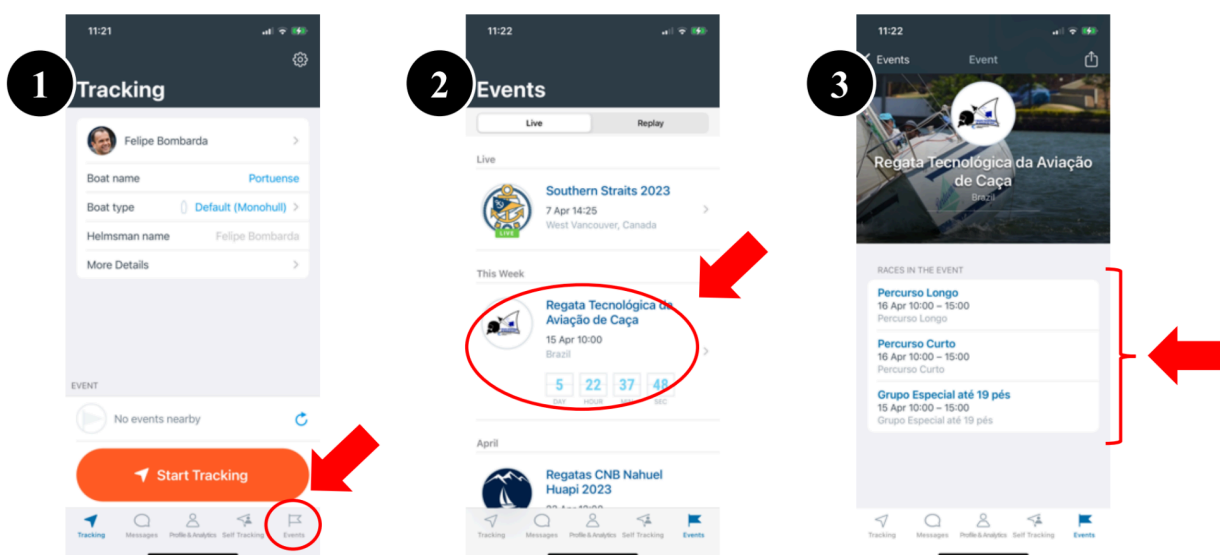 1
11:21
Tracking
Felipe Bombarda
Boat name Portuense
Boat type Default (Monohull)
Helmsman name Felipe Bombarda
More Details
EVENT
No events nearby
Start Tracking
Tracking Messages Profile & Analytics Self Tracking Events
2
11:22
Events
Live Replay
Live
Southern Straits 2023
7 Apr 14:25
West Vancouver, Canada
LIVE
This Week
Regata Tecnológica da
Aviação de Caça
15 Apr 10:00
Brazil
5 22 37 48
DAY HOUR MIN SEC
April
Regatas CNB Nahuel
Huapi 2023
Tracking Messages Profile & Analytics Self Tracking Events
3
11:22
Events Event
Regata Tecnológica da Aviação
de Caça
Brazil
RACES IN THE EVENT
Percurso Longo
16 Apr 10:00 – 15:00
Percurso Longo
Percurso Curto
16 Apr 10:00 – 15:00
Percurso Curto
Grupo Especial até 19 pés
15 Apr 10:00 – 15:00
Grupo Especial até 19 pés
Tracking Messages Profile & Analytics Self Tracking Events